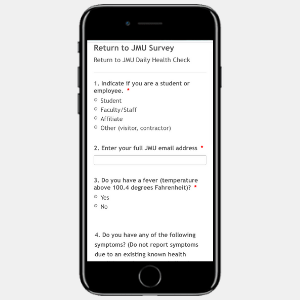 Return to JMU Survey
Return to JMU Daily Health Check
1. Indicate if you are a student or
employee. *
Student
Faculty/Staff
Affiliate
Other (visitor, contractor)
2. Enter your full JMU email address *
3. Do you have a fever (temperature
above 100.4 degrees Fahrenheit)? *
Yes
No
4. Do you have any of the following
symptoms? (Do not report symptoms
due to an existing known health